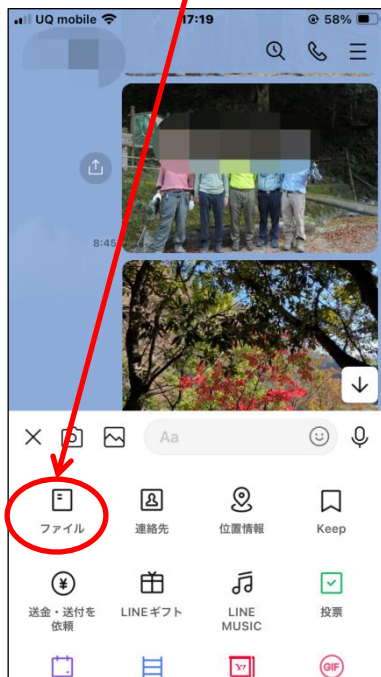 UQ mobile 17:19 58%
8:45
Aa
ファイル 連絡先 位置情報 Keep
¥
送金・送付を LINEギフト LINE 投票
依頼 MUSIC
Y7 GIF